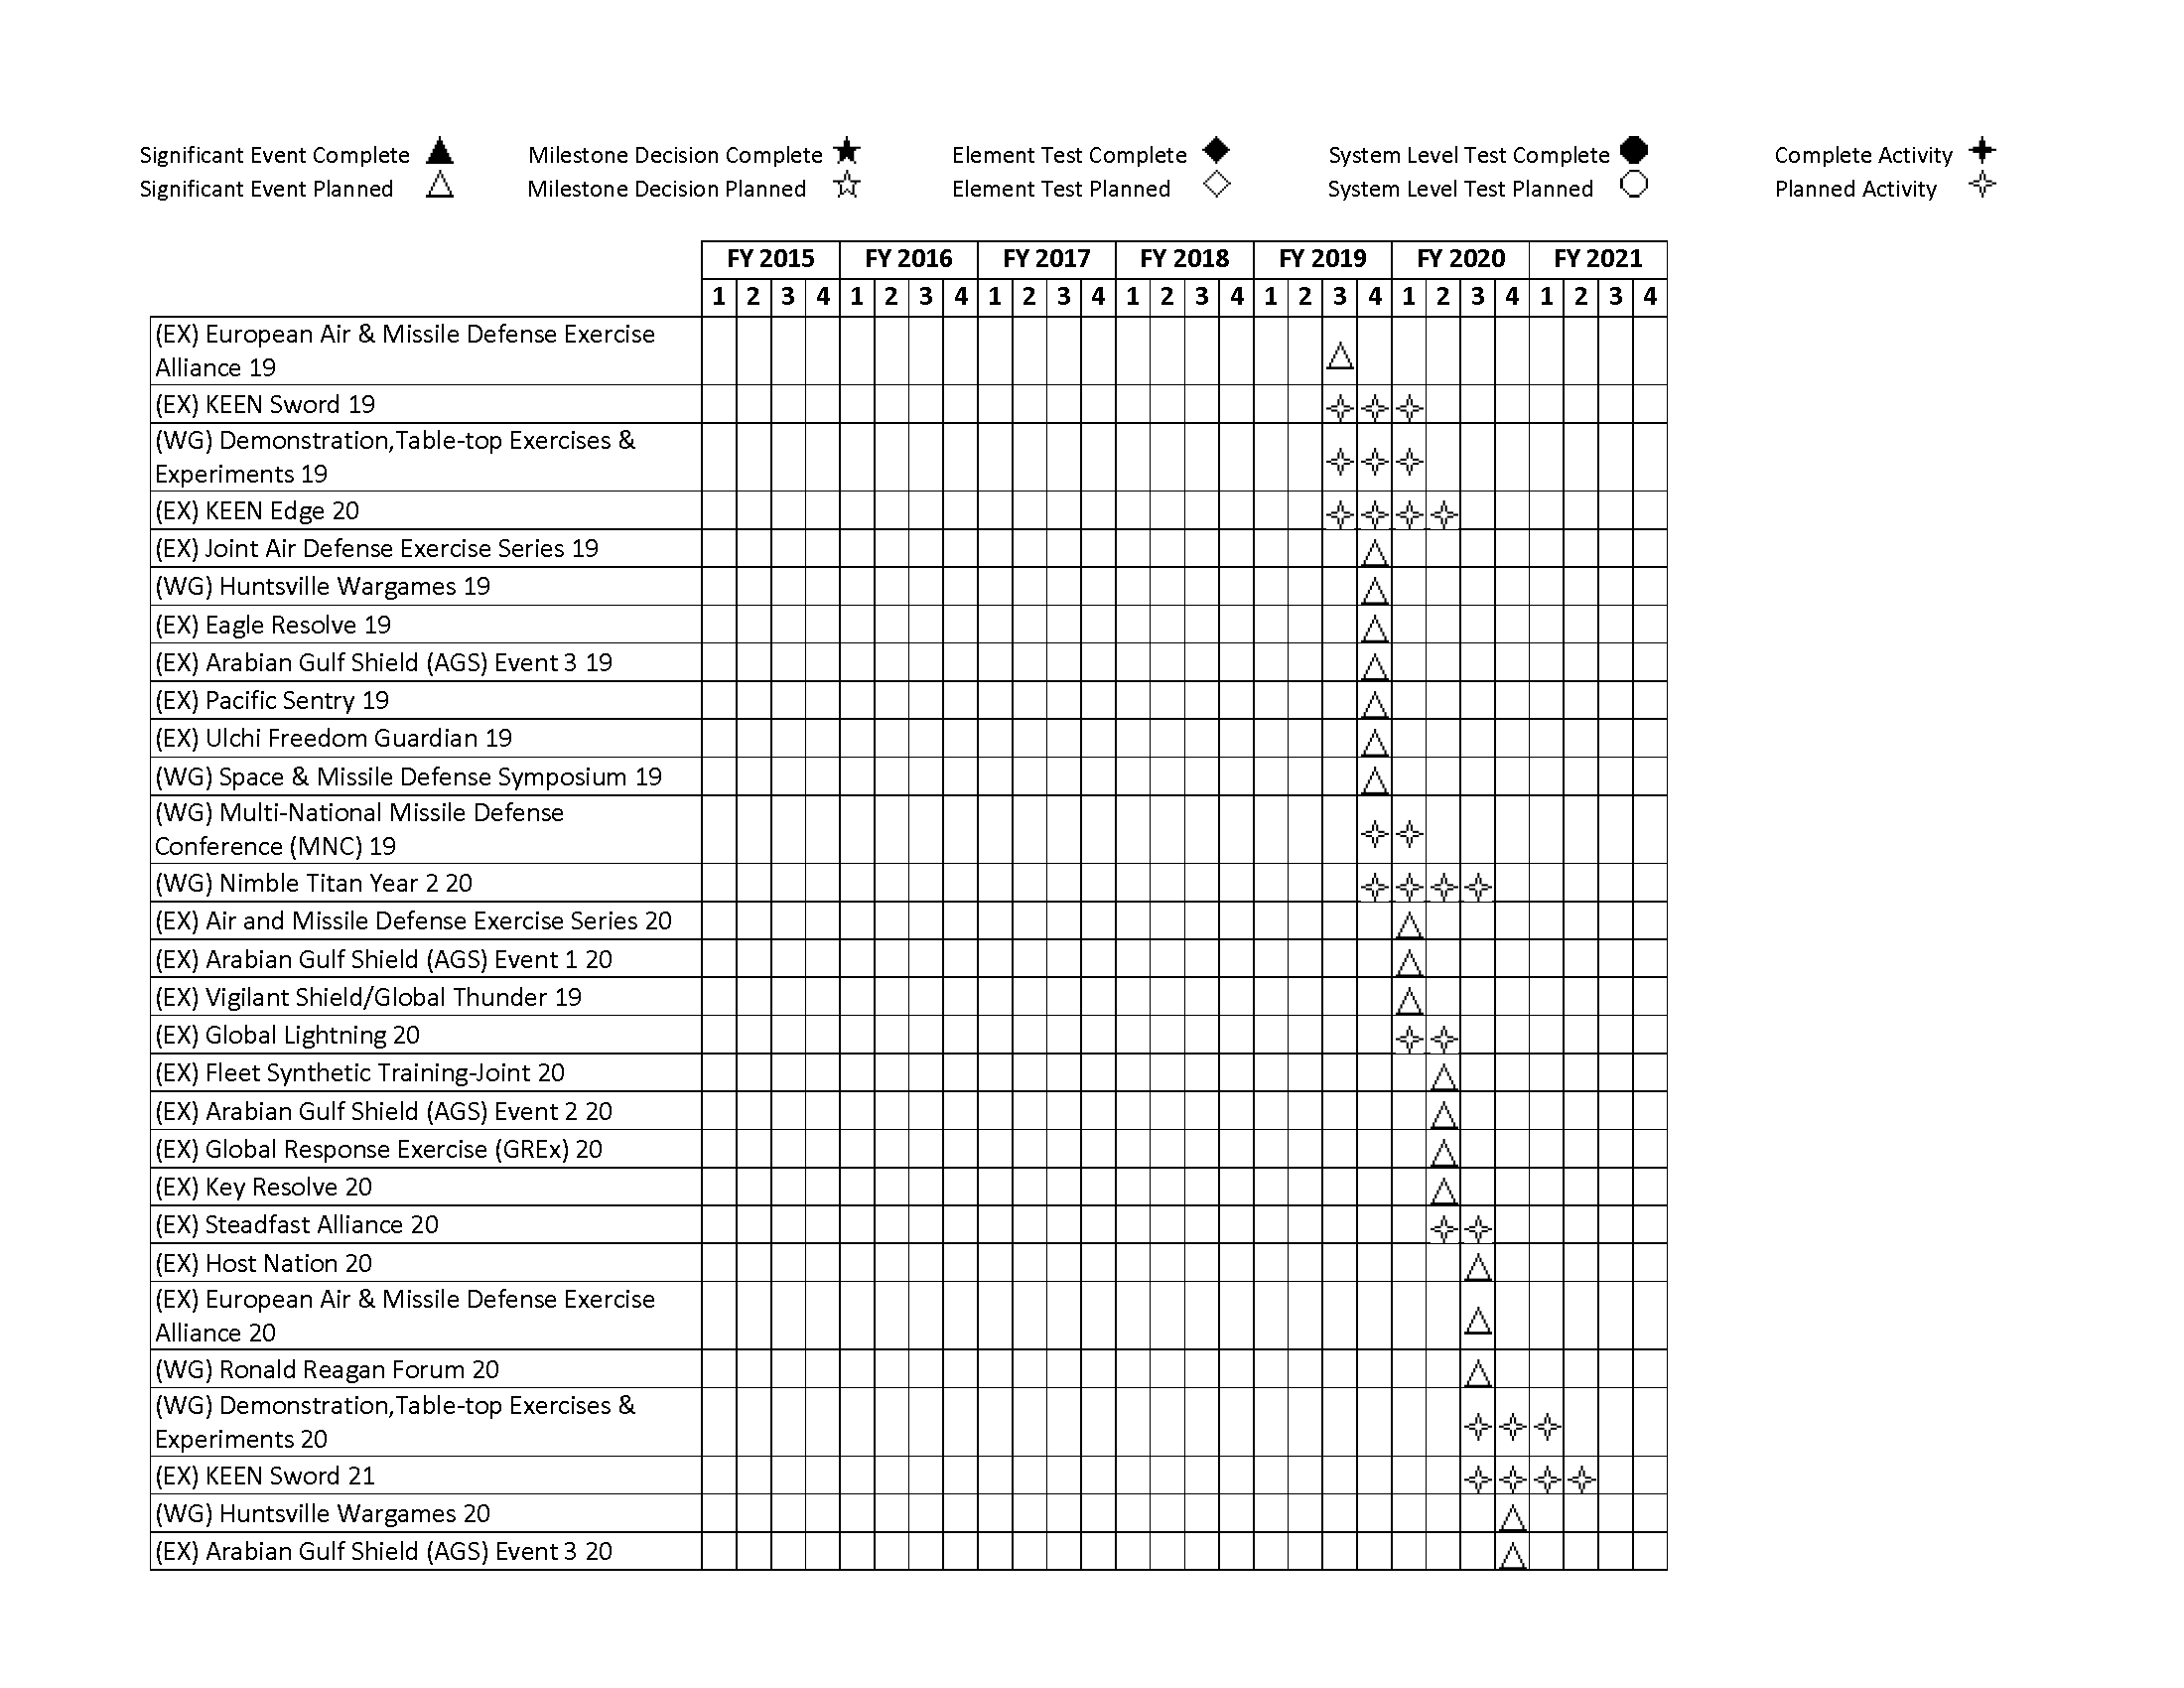 Significant Event Complete Milestone Decision Complete Element Test Complete System Level Test Complete Complete Activity
Significant Event Planned Milestone Decision Planned Element Test Planned System Level Test Planned Planned Activity
FY 2015 FY 2016 FY 2017 FY 2018 FY 2019 FY 2020 FY 2021
1 2 3 4 1 2 3 4 1 2 3 4 1 2 3 4 1 2 3 4 1 2 3 4 1 2 3 4
(EX) European Air & Missile Defense Exercise
Alliance 19
(EX) KEEN Sword 19
(WG) Demonstration,Table-top Exercises &
Experiments 19
(EX) KEEN Edge 20
(EX) Joint Air Defense Exercise Series 19
(WG) Huntsville Wargames 19
(EX) Eagle Resolve 19
(EX) Arabian Gulf Shield (AGS) Event 3 19
(EX) Pacific Sentry 19
(EX) Ulchi Freedom Guardian 19
(WG) Space & Missile Defense Symposium 19
(WG) Multi-National Missile Defense
Conference (MNC) 19
(WG) Nimble Titan Year 2 20
(EX) Air and Missile Defense Exercise Series 20
(EX) Arabian Gulf Shield (AGS) Event 1 20
(EX) Vigilant Shield/Global Thunder 19
(EX) Global Lightning 20
(EX) Fleet Synthetic Training-Joint 20
(EX) Arabian Gulf Shield (AGS) Event 2 20
(EX) Global Response Exercise (GREx) 20
(EX) Key Resolve 20
(EX) Steadfast Alliance 20
(EX) Host Nation 20
(EX) European Air & Missile Defense Exercise
Alliance 20
(WG) Ronald Reagan Forum 20
(WG) Demonstration,Table-top Exercises &
Experiments 20
(EX) KEEN Sword 21
(WG) Huntsville Wargames 20
(EX) Arabian Gulf Shield (AGS) Event 3 20